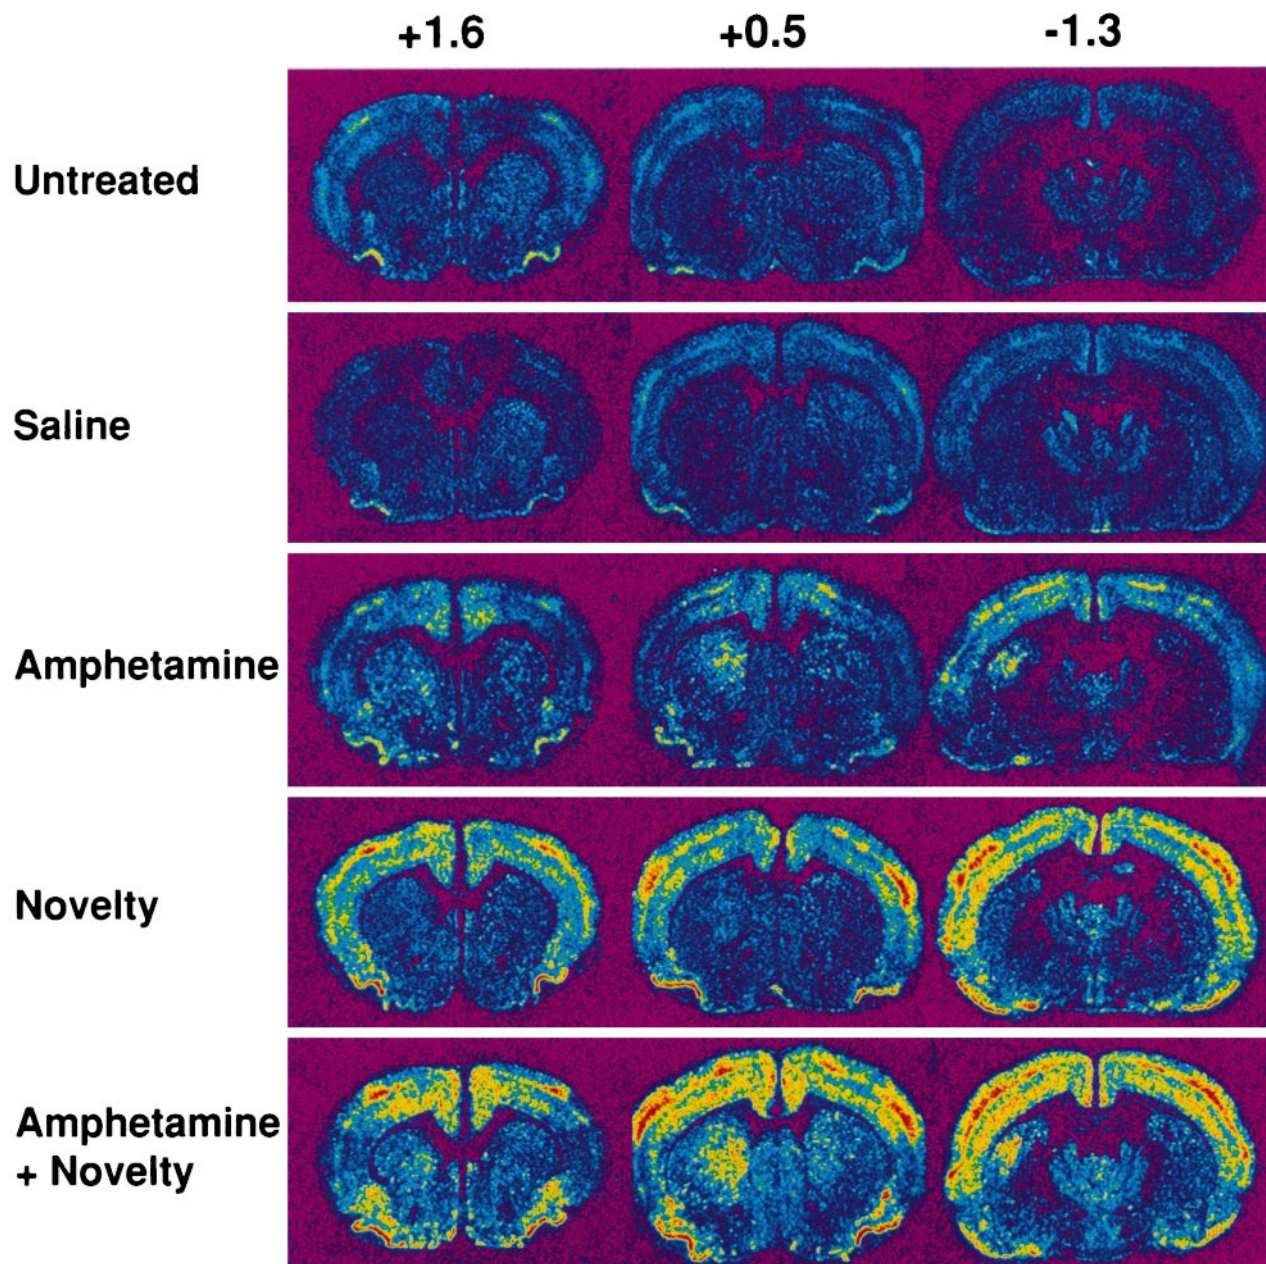 +1.6 +0.5 -1.3
Untreated
Saline
Amphetamine
Novelty
Amphetamine
+ Novelty